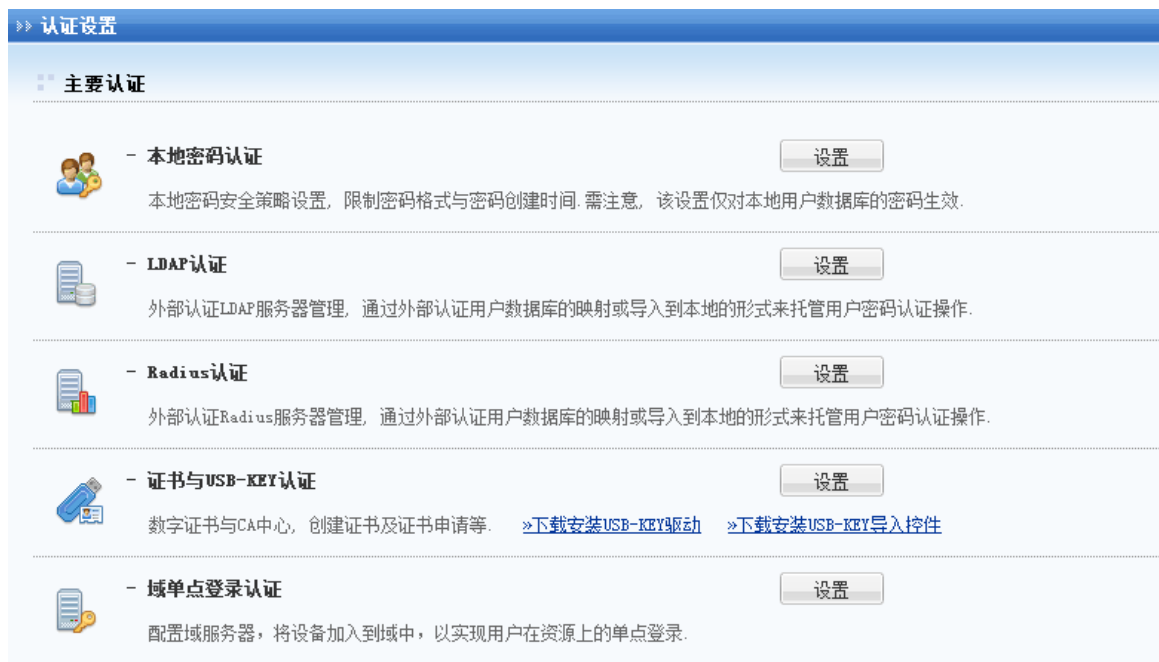 »» 认证设置
主要认证
- 本地密码认证 设置
本地密码安全策略设置, 限制密码格式与密码创建时间.需注意, 该设置仅对本地用户数据库的密码生效.
- LDAP认证 设置
外部认证LDAP服务器管理, 通过外部认证用户数据库的映射或导入到本地的形式来托管用户密码认证操作.
- Radius认证 设置
外部认证Radius服务器管理, 通过外部认证用户数据库的映射或导入到本地的形式来托管用户密码认证操作.
- 证书与USB-KEY认证 设置
数字证书与CA中心, 创建证书及证书申请等. »下载安装USB-KEY驱动 »下载安装USB-KEY导入控件
- 域单点登录认证 设置
配置域服务器，将设备加入到域中，以实现用户在资源上的单点登录.